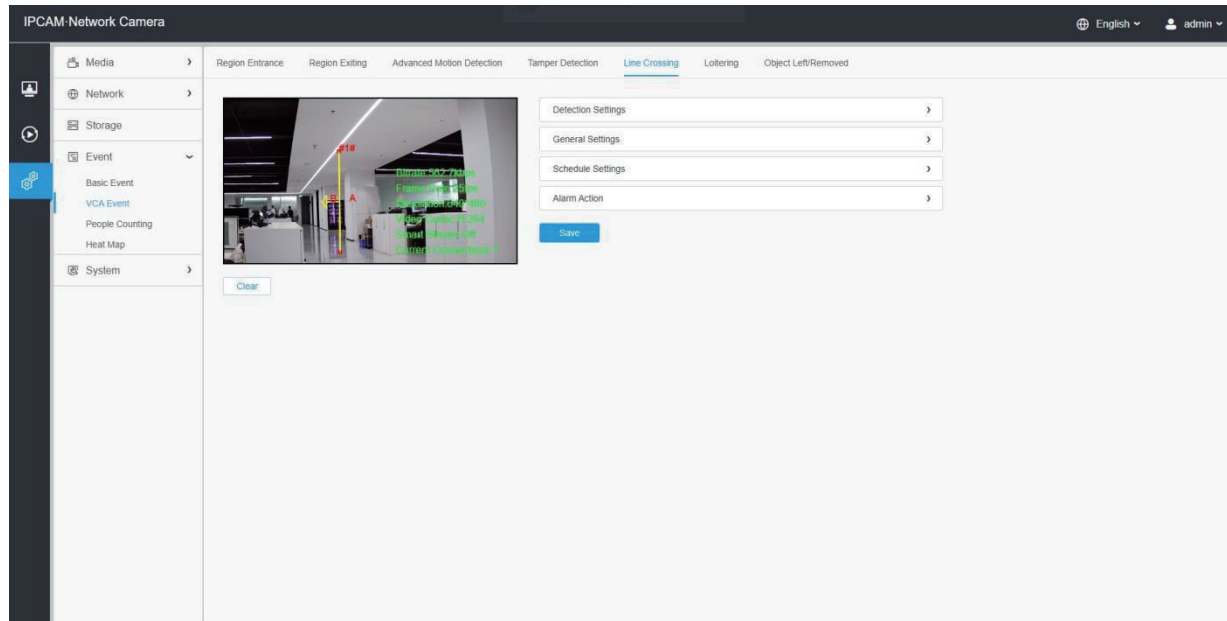 IPCAM·Network Camera
English
admin
Media
Network
Storage
Event
Basic Event
VCA Event
People Counting
Heat Map
System
Region Entrance Region Exiting Advanced Motion Detection Tamper Detection Line Crossing Loitering Object Left/Removed
#1#
B A
Clear
Detection Settings
General Settings
Schedule Settings
Alarm Action
Save